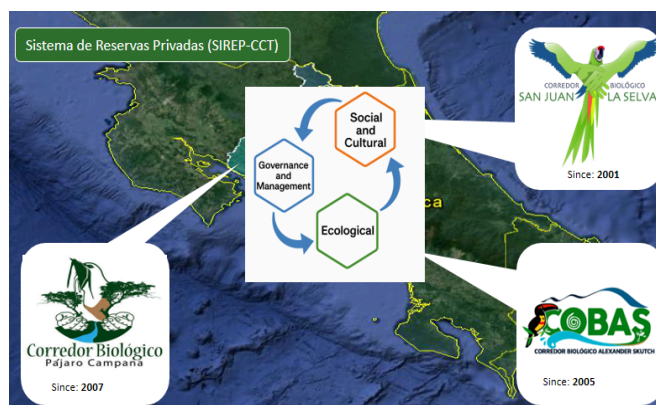 Sistema de Reservas Privadas (SIREP-CCT)
CORREDOR BIOLÓGICO
SAN JUAN LA SELVA
Since: 2001
Social and
Cultural
Governance
and
Management
Ecological
ca
Corredor Biológico
Pájaro Campana
Since: 2007
COBAS
CORREDOR BIOLÓGICO ALEXANDER SKUTCH
Since: 2005